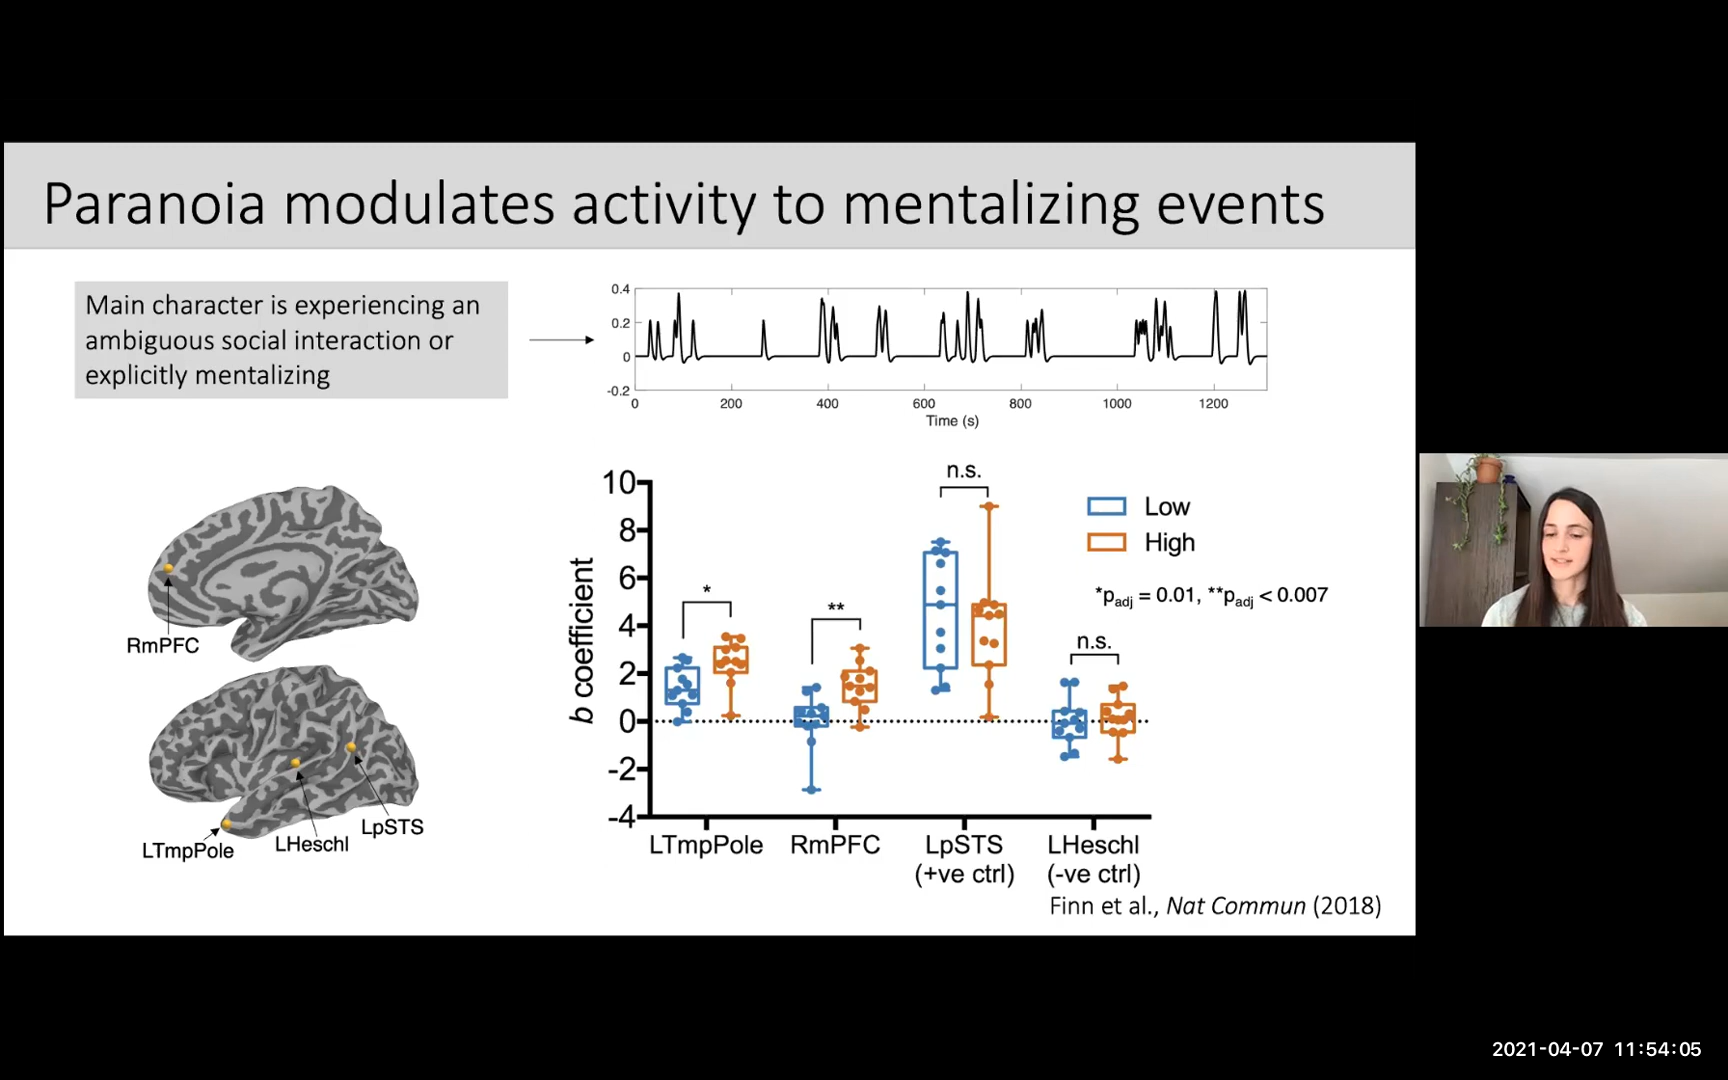 Paranoia modulates activity to mentalizing events
Main character is experiencing an
ambiguous social interaction or
explicitly mentalizing
0.4
0.2
0
-0.2
0 200 400 600 800 1000 1200
Time (s)
RmPFC
LTmpPole
LHeschl
LpSTS
b coefficient
10
8
6
4
2
0
-2
-4
*
**
n.s.
n.s.
Low
High
*padj = 0.01, **padj < 0.007
LTmpPole RmPFC LpSTS LHeschl
(+ve ctrl) (-ve ctrl)
Finn et al., Nat Commun (2018)
2021-04-07 11:54:05